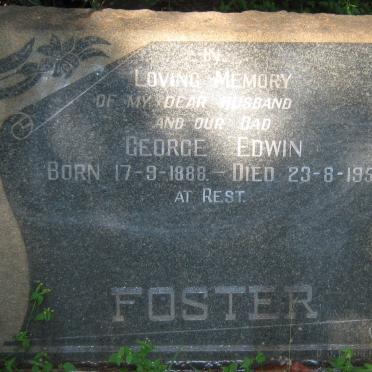 IN
LOVING MEMORY
OF MY DEAR HUSBAND
AND OUR DAD
GEORGE EDWIN
BORN 17-9-1888. - DIED 23-8-195
AT REST.
FOSTER